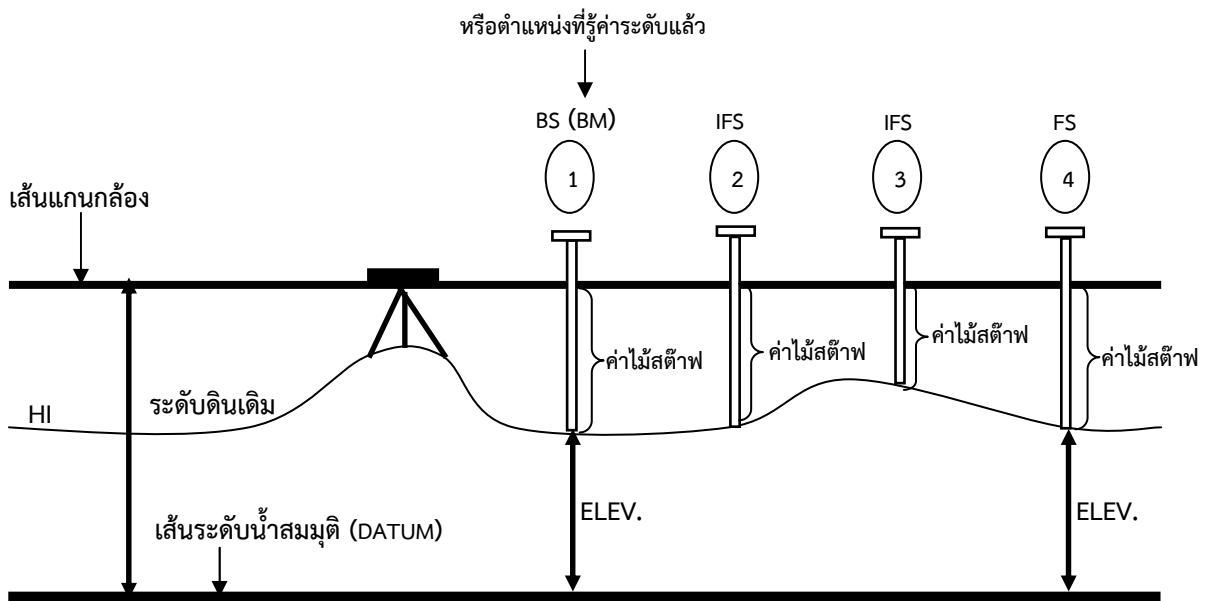 หรือตำแหน่งที่รู้ค่าระดับแล้ว
BS (BM)
IFS
IFS
FS
1
2
3
4
เส้นแกนกล้อง
ค่าไม้สต๊าฟ
ค่าไม้สต๊าฟ
ค่าไม้สต๊าฟ
ค่าไม้สต๊าฟ
HI
ระดับดินเดิม
ELEV.
ELEV.
เส้นระดับน้ำสมมุติ (DATUM)